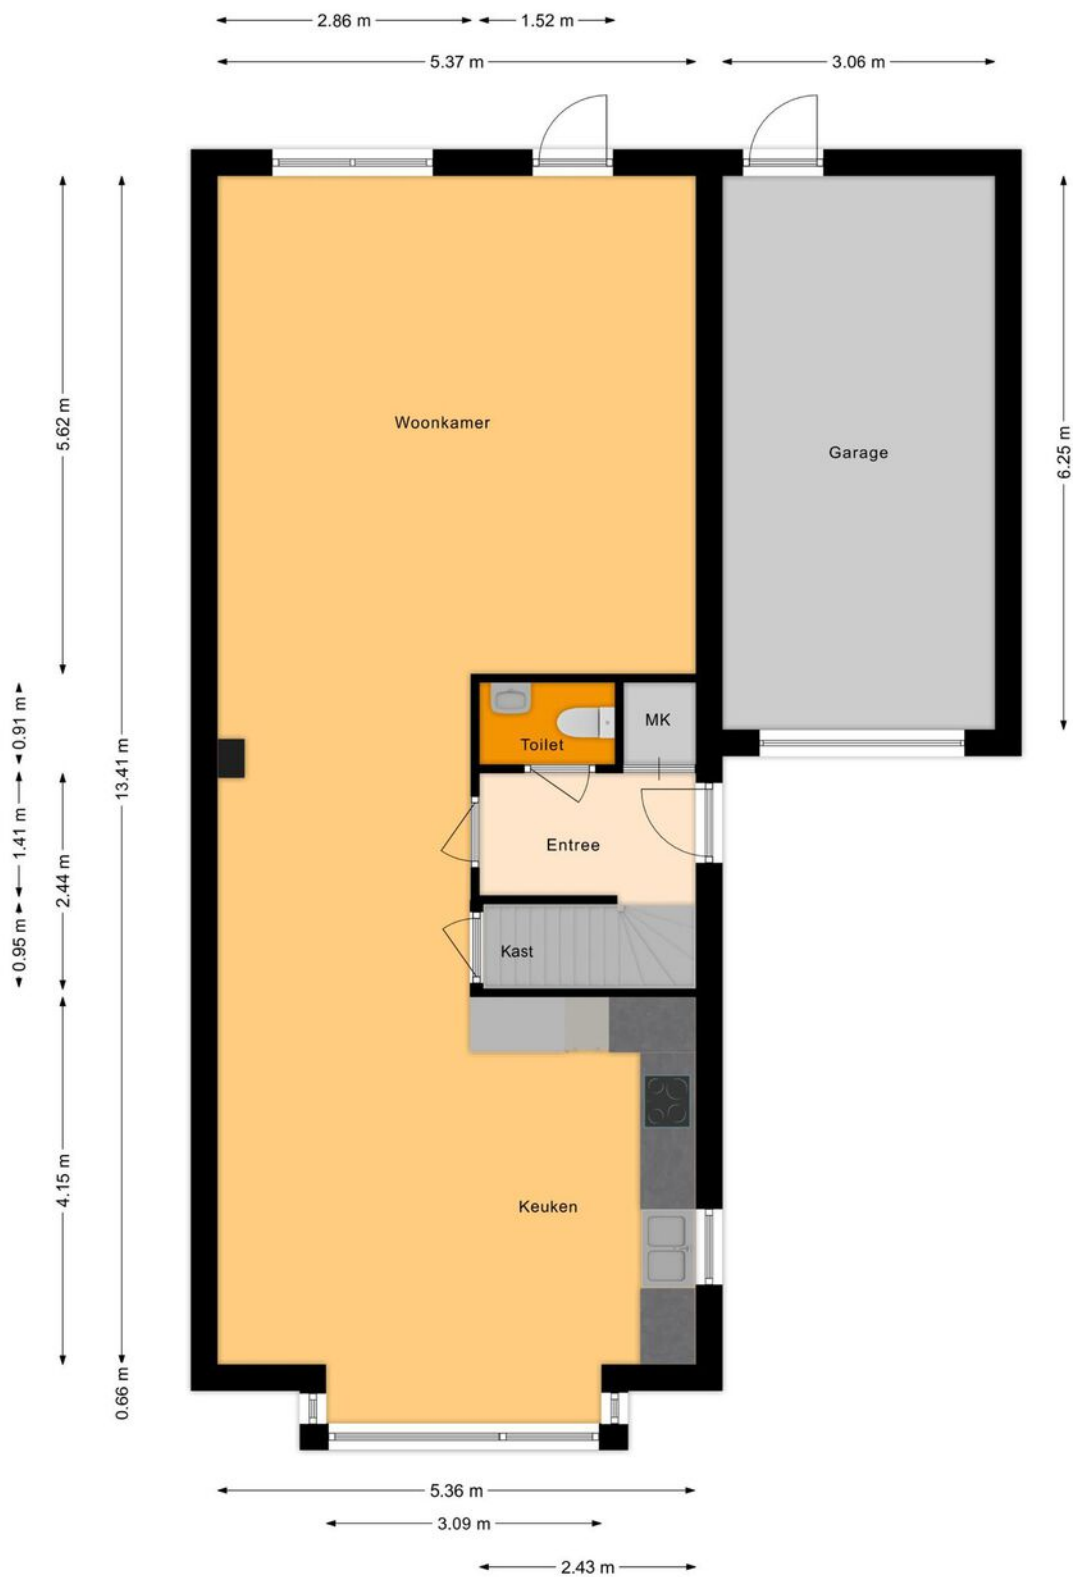 2.86 m
1.52 m
5.37 m
3.06 m
5.62 m
Woonkamer
Garage
6.25 m
0.91 m
MK
Toilet
13.41 m
1.41 m
Entree
2.44 m
0.95 m
Kast
4.15 m
Keuken
0.66 m
5.36 m
3.09 m
2.43 m